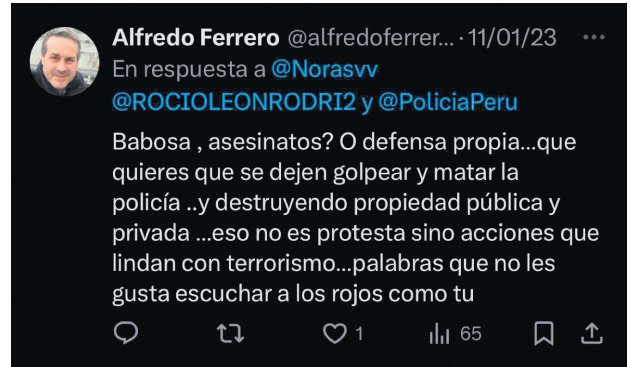 Alfredo Ferrero @alfredoferrer... · 11/01/23
En respuesta a @Norasvv
@ROCIOLEONRODRI2 y @PoliciaPeru
Babosa , asesinatos? O defensa propia...que
quieres que se dejen golpear y matar la
policía ..y destruyendo propiedad pública y
privada ...eso no es protesta sino acciones que
lindan con terrorismo...palabras que no les
gusta escuchar a los rojos como tu
1 65